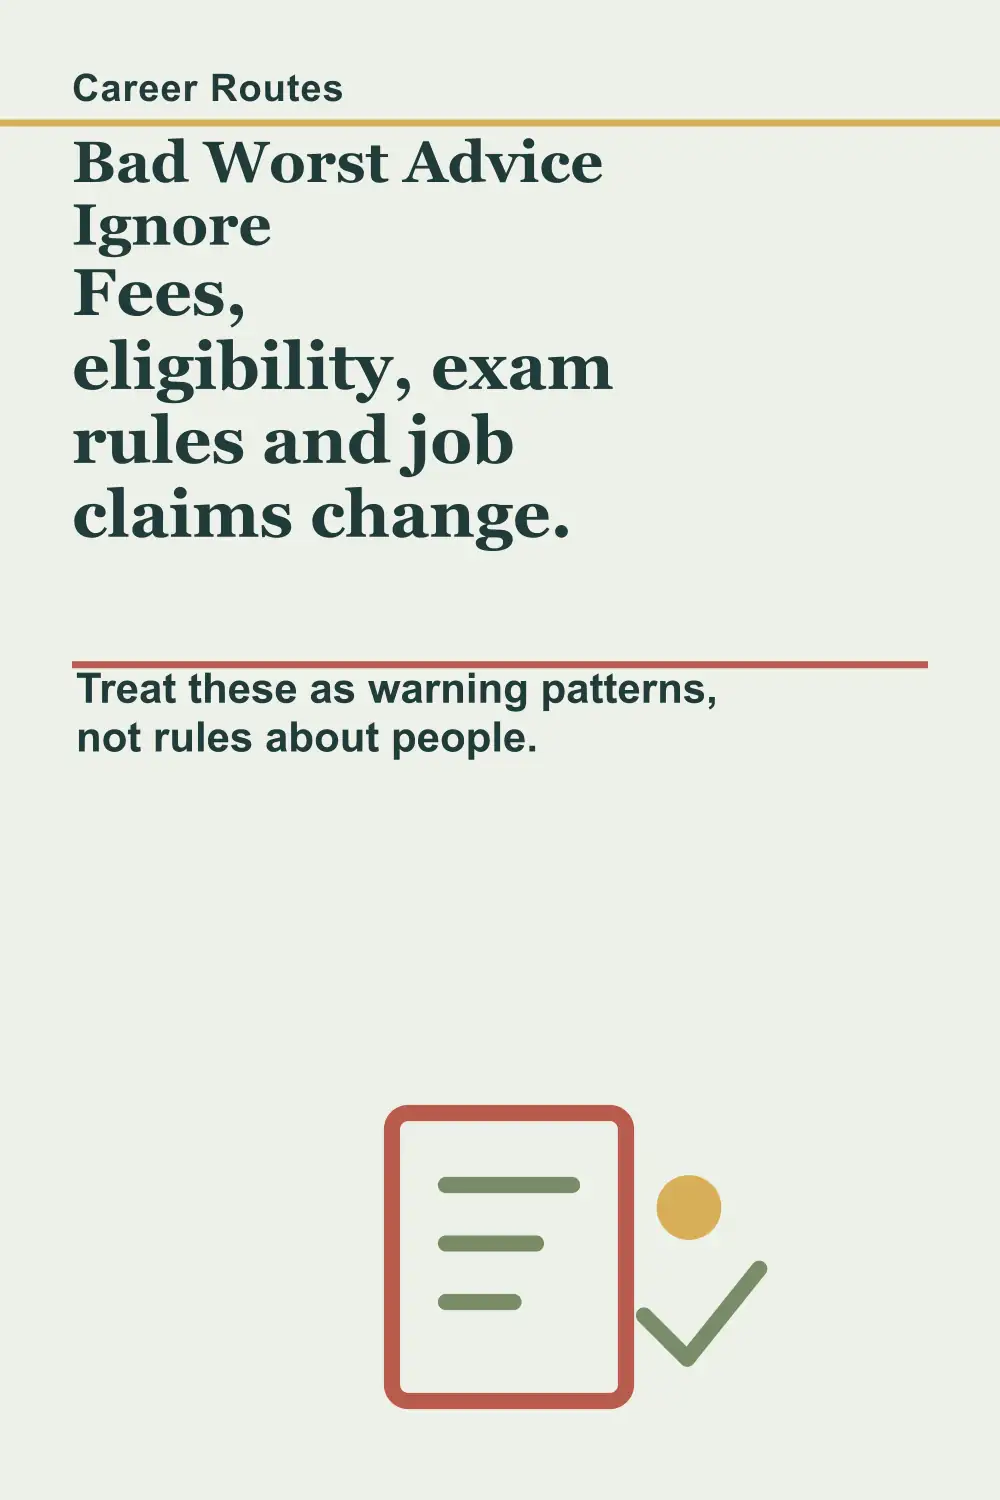 Career Routes
Bad Worst Advice
Ignore
Fees,
eligibility, exam
rules and job
claims change.
Treat these as warning patterns,
not rules about people.